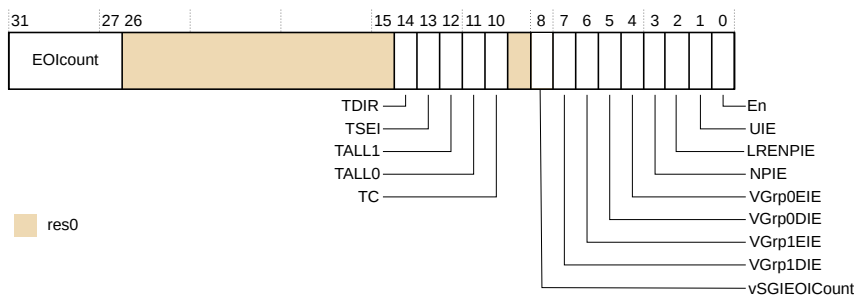 31 27 26 15 14 13 12 11 10 8 7 6 5 4 3 2 1 0
EOIcount
TDIR En
TSEI UIE
TALL1 LRENPIE
TALL0 NPIE
TC VGrp0EIE
res0 VGrp0DIE
VGrp1EIE
VGrp1DIE
vSGIEOICount